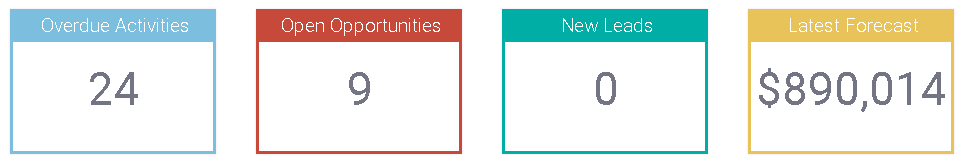 Overdue Activities
24
Open Opportunities
9
New Leads
0
Latest Forecast
$890,014